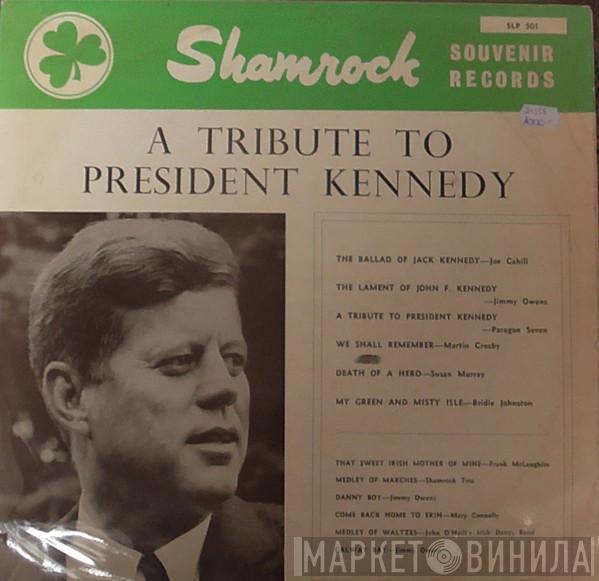 SLP 501
Shamrock
SOUVENIR
RECORDS
A TRIBUTE TO
PRESIDENT KENNEDY
THE BALLAD OF JACK KENNEDY—Joe Cahill
THE LAMENT OF JOHN F. KENNEDY
—Jimmy Owens
A TRIBUTE TO PRESIDENT KENNEDY
—Paragon Seven
WE SHALL REMEMBER—Martin Crosby
DEATH OF A HERO—Susan Murray
MY GREEN AND MISTY ISLE—Bridie Johnston
THAT SWEET IRISH MOTHER OF MINE—Frank McLoughlin
MEDLEY OF MARCHES—Shamrock Trio
DANNY BOY—Jimmy Owens
COME BACK HOME TO ERIN—Mary Connolly
MEDLEY OF WALTZES—John O'Neill's Irish Dance Band
GALWAY BAY—Jimmy
МАРКЕТ ВИНИЛА